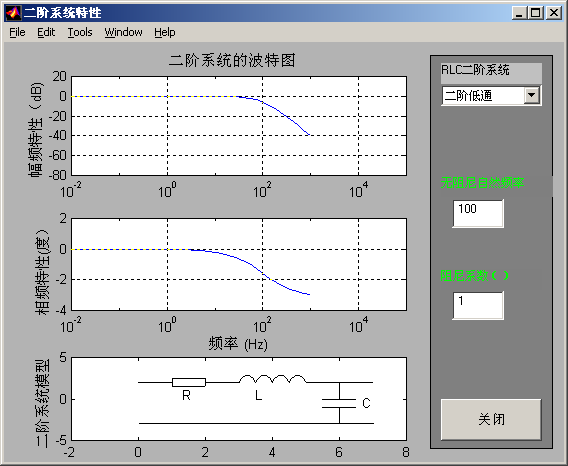 二阶系统特性
File Edit Tools Window Help
二阶系统的波特图
幅频特性（dB)
20
0
-20
-40
-60
-80
10^-2 10^0 10^2 10^4
相频特性(度）
2
0
-2
-4
10^-2 10^0 10^2 10^4
频率 (Hz)
二阶系统模型
5
0
-5
R L C
-2 0 2 4 6 8
RLC二阶系统
二阶低通
无阻尼自然频率
100
阻尼系数( )
1
关闭